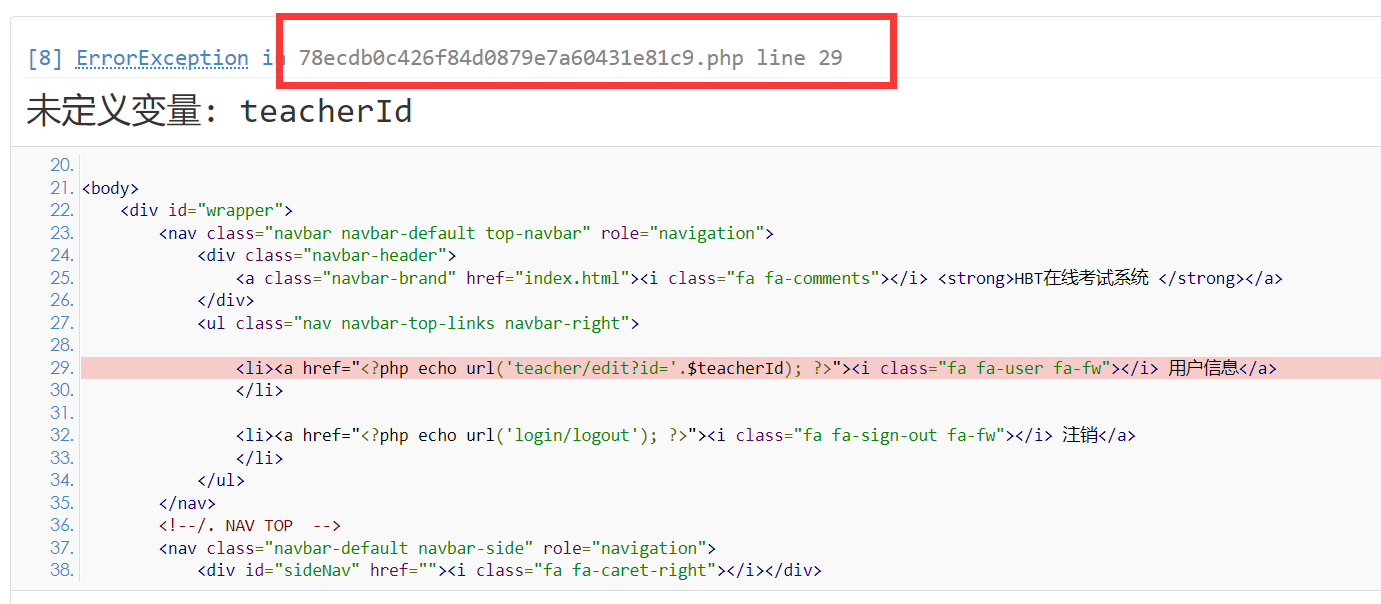 [8] ErrorException in 78ecdb0c426f84d0879e7a60431e81c9.php line 29
未定义变量: teacherId
20.
21. <body>
22. <div id="wrapper">
23. <nav class="navbar navbar-default top-navbar" role="navigation">
24. <div class="navbar-header">
25. <a class="navbar-brand" href="index.html"><i class="fa fa-comments"></i> <strong>HBT在线考试系统 </strong></a>
26. </div>
27. <ul class="nav navbar-top-links navbar-right">
28.
29. <li><a href="<?php echo url('teacher/edit?id='.$teacherId); ?>"><i class="fa fa-user fa-fw"></i> 用户信息</a>
30. </li>
31.
32. <li><a href="<?php echo url('login/logout'); ?>"><i class="fa fa-sign-out fa-fw"></i> 注销</a>
33. </li>
34. </ul>
35. </nav>
36. <!--/. NAV TOP  -->
37. <nav class="navbar-default navbar-side" role="navigation">
38. <div id="sideNav" href=""><i class="fa fa-caret-right"></i></div>